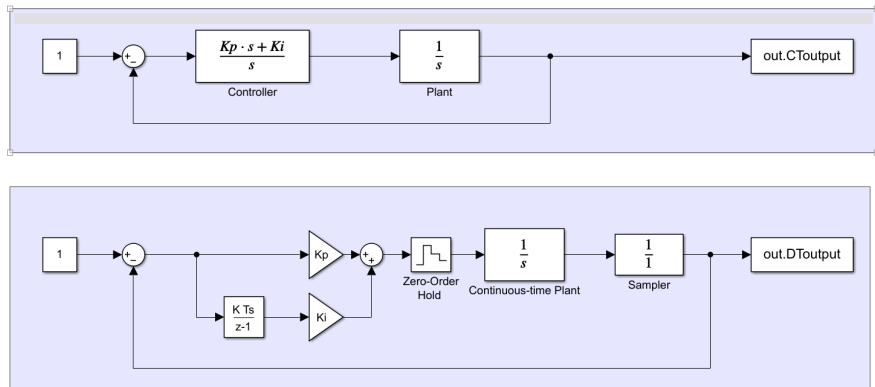 1
+
−
Kp · s + Ki
s
Controller
1
s
Plant
out.CToutput
1
+
−
Kp
+
+
Zero-Order
Hold
1
s
Continuous-time Plant
1
1
Sampler
out.DToutput
K Ts
z-1
Ki